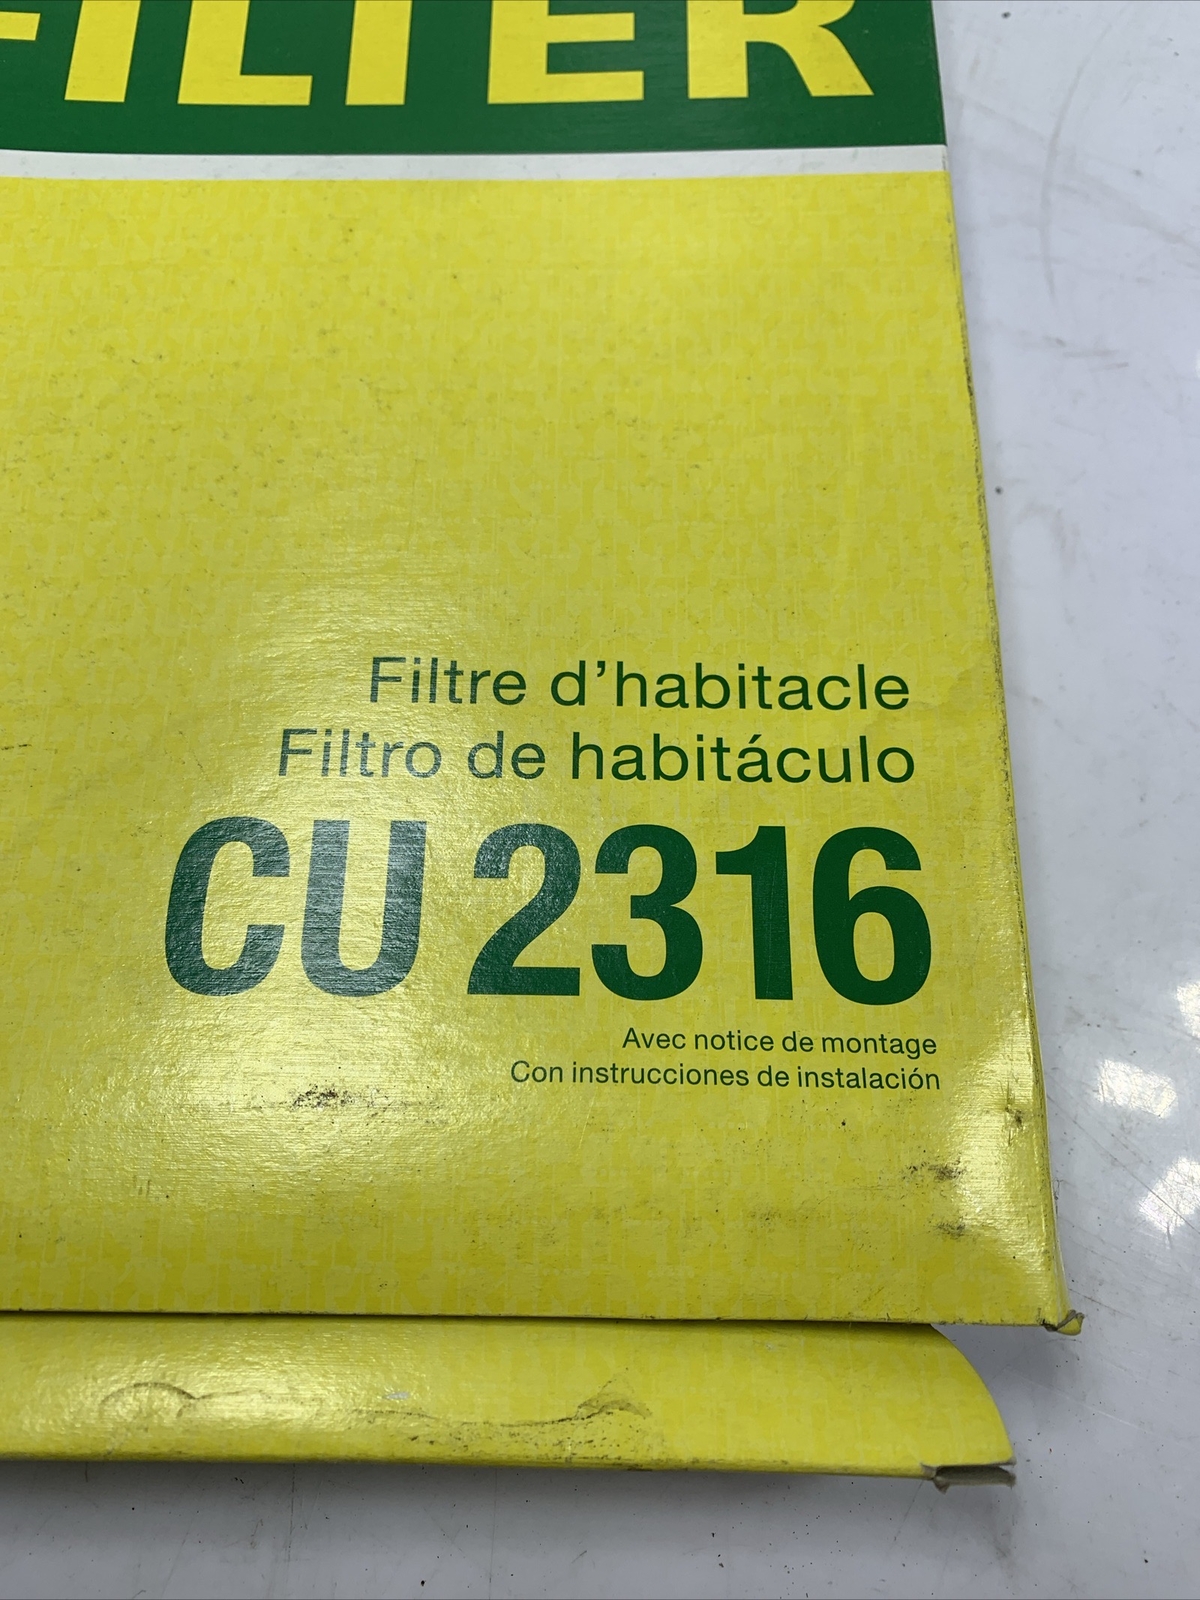 FILTER
Filtre d’habitacle
Filtro de habitáculo
CU 2316
Avec notice de montage
Con instrucciones de instalación